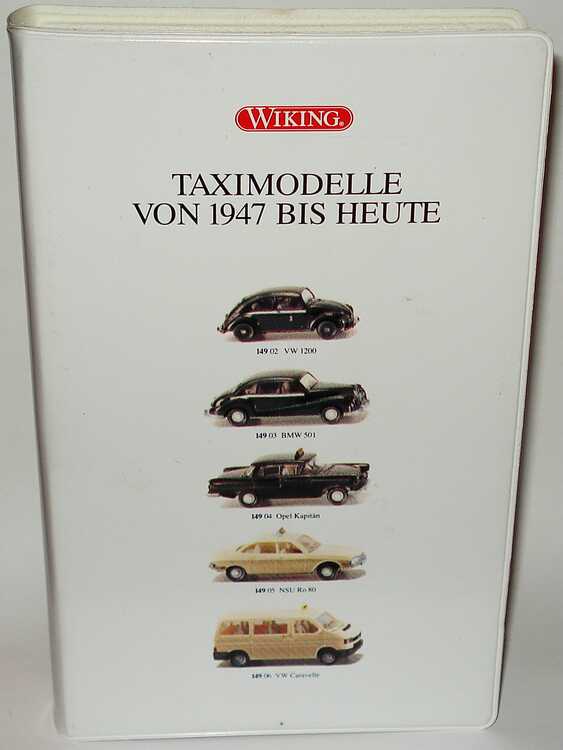 WIKING®
TAXIMODELLE
VON 1947 BIS HEUTE
149 02 VW 1200
149 03 BMW 501
149 04 Opel Kapitän
149 05 NSU Ro 80
149 06 VW Caravelle